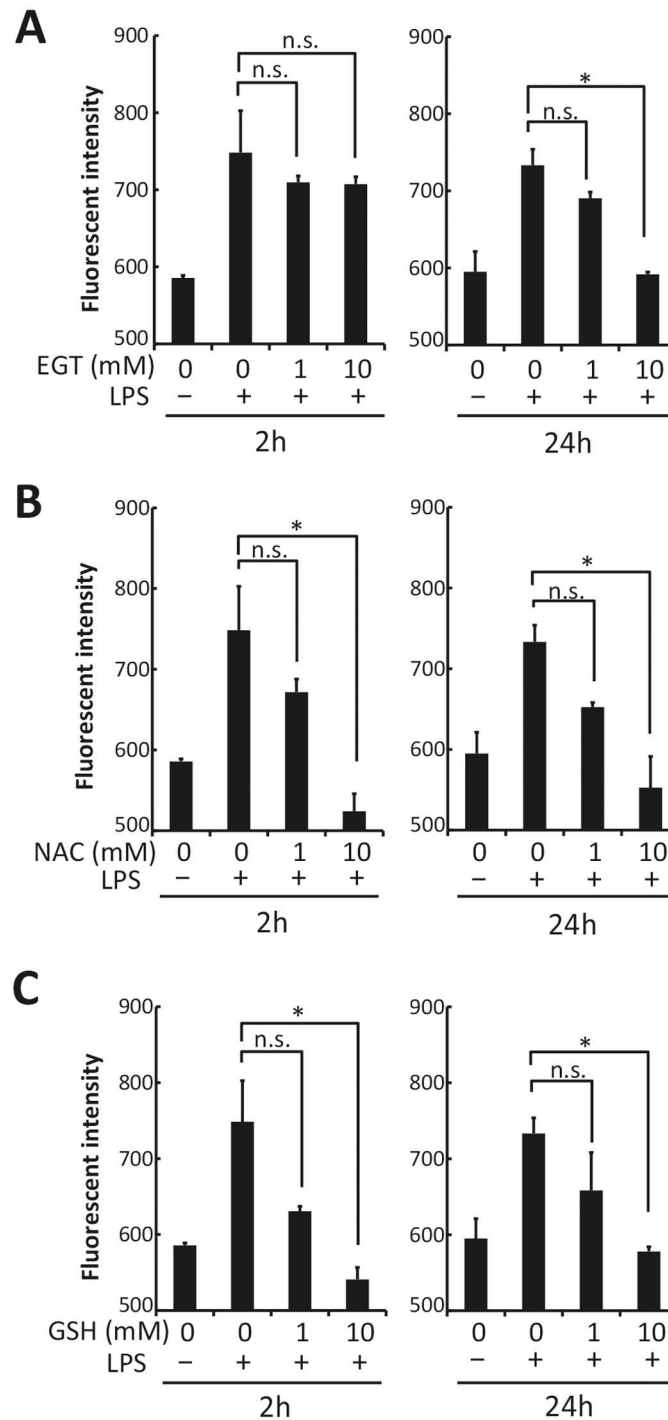 A
Fluorescent intensity
900
800
700
600
500
n.s.
n.s.
900
800
700
600
500
*
n.s.
EGT (mM) 0 0 1 10 0 0 1 10
LPS – + + + – + + +
2h 24h
B
Fluorescent intensity
900
800
700
600
500
*
n.s.
900
800
700
600
500
*
n.s.
NAC (mM) 0 0 1 10 0 0 1 10
LPS – + + + – + + +
2h 24h
C
Fluorescent intensity
900
800
700
600
500
*
n.s.
900
800
700
600
500
*
n.s.
GSH (mM) 0 0 1 10 0 0 1 10
LPS – + + + – + + +
2h 24h